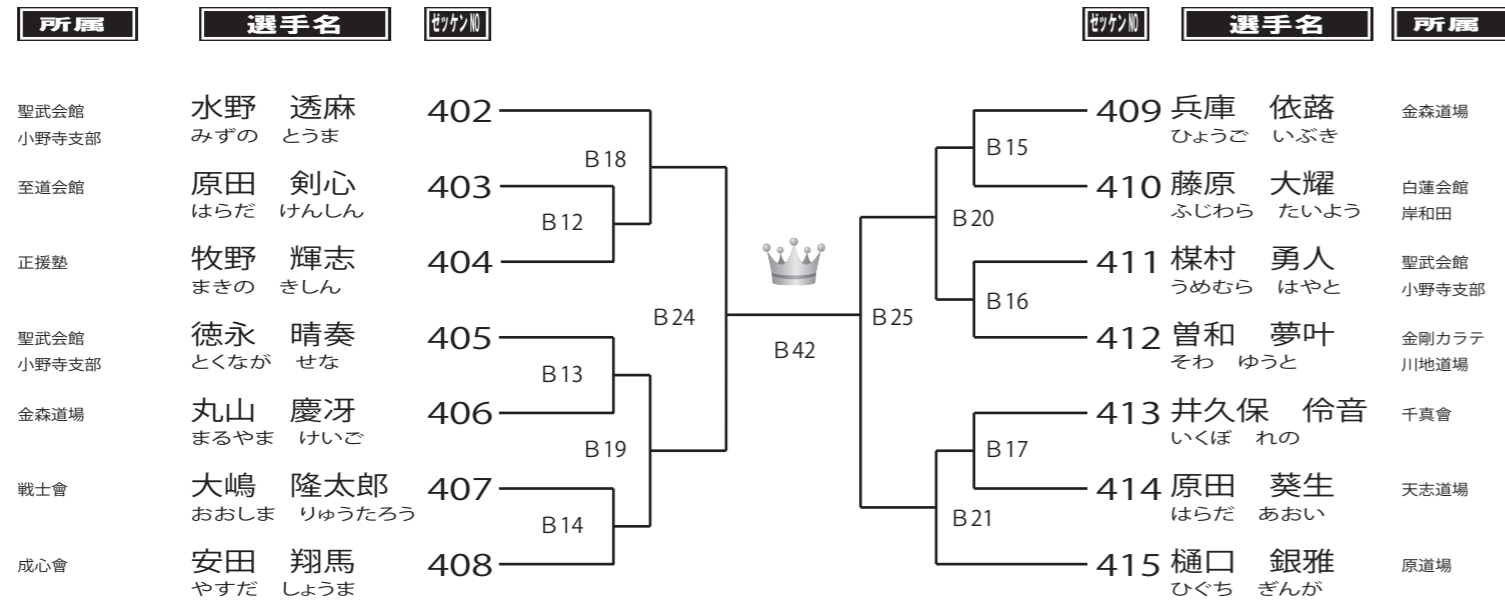 所属 選手名 ゼッケンNO ゼッケンNO 選手名 所属
聖武会館 水野 透麻 402
小野寺支部 みずの とうま
B18
至道会館 原田 剣心 403
はらだ けんしん
B12
正援塾 牧野 輝志 404
まきの きしん
B24
聖武会館 徳永 晴奏 405
小野寺支部 とくなが せな
B13
金森道場 丸山 慶冴 406
まるやま けいご
B19
戦士會 大嶋 隆太郎 407
おおしま りゅうたろう
B14
成心會 安田 翔馬 408
やすだ しょうま
B42
409 兵庫 依蕗 金森道場
ひょうご いぶき
B15
410 藤原 大耀 白蓮会館
ふじわら たいよう 岸和田
B20
411 楳村 勇人 聖武会館
うめむら はやと 小野寺支部
B16
B25
412 曽和 夢叶 金剛カラテ
そわ ゆうと 川地道場
413 井久保 伶音 千真會
いくぼ れの
B17
414 原田 葵生 天志道場
はらだ あおい
B21
415 樋口 銀雅 原道場
ひぐち ぎんが